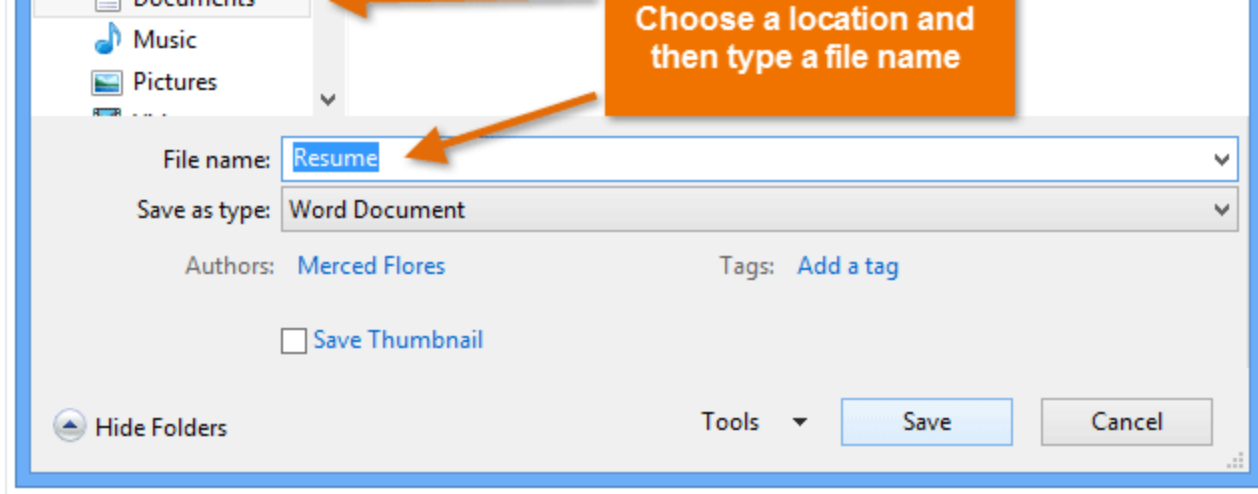 Documents
Choose a location and
then type a file name
Music
Pictures
File name: Resume
Save as type: Word Document
Authors: Merced Flores Tags: Add a tag
Save Thumbnail
Hide Folders Tools Save Cancel